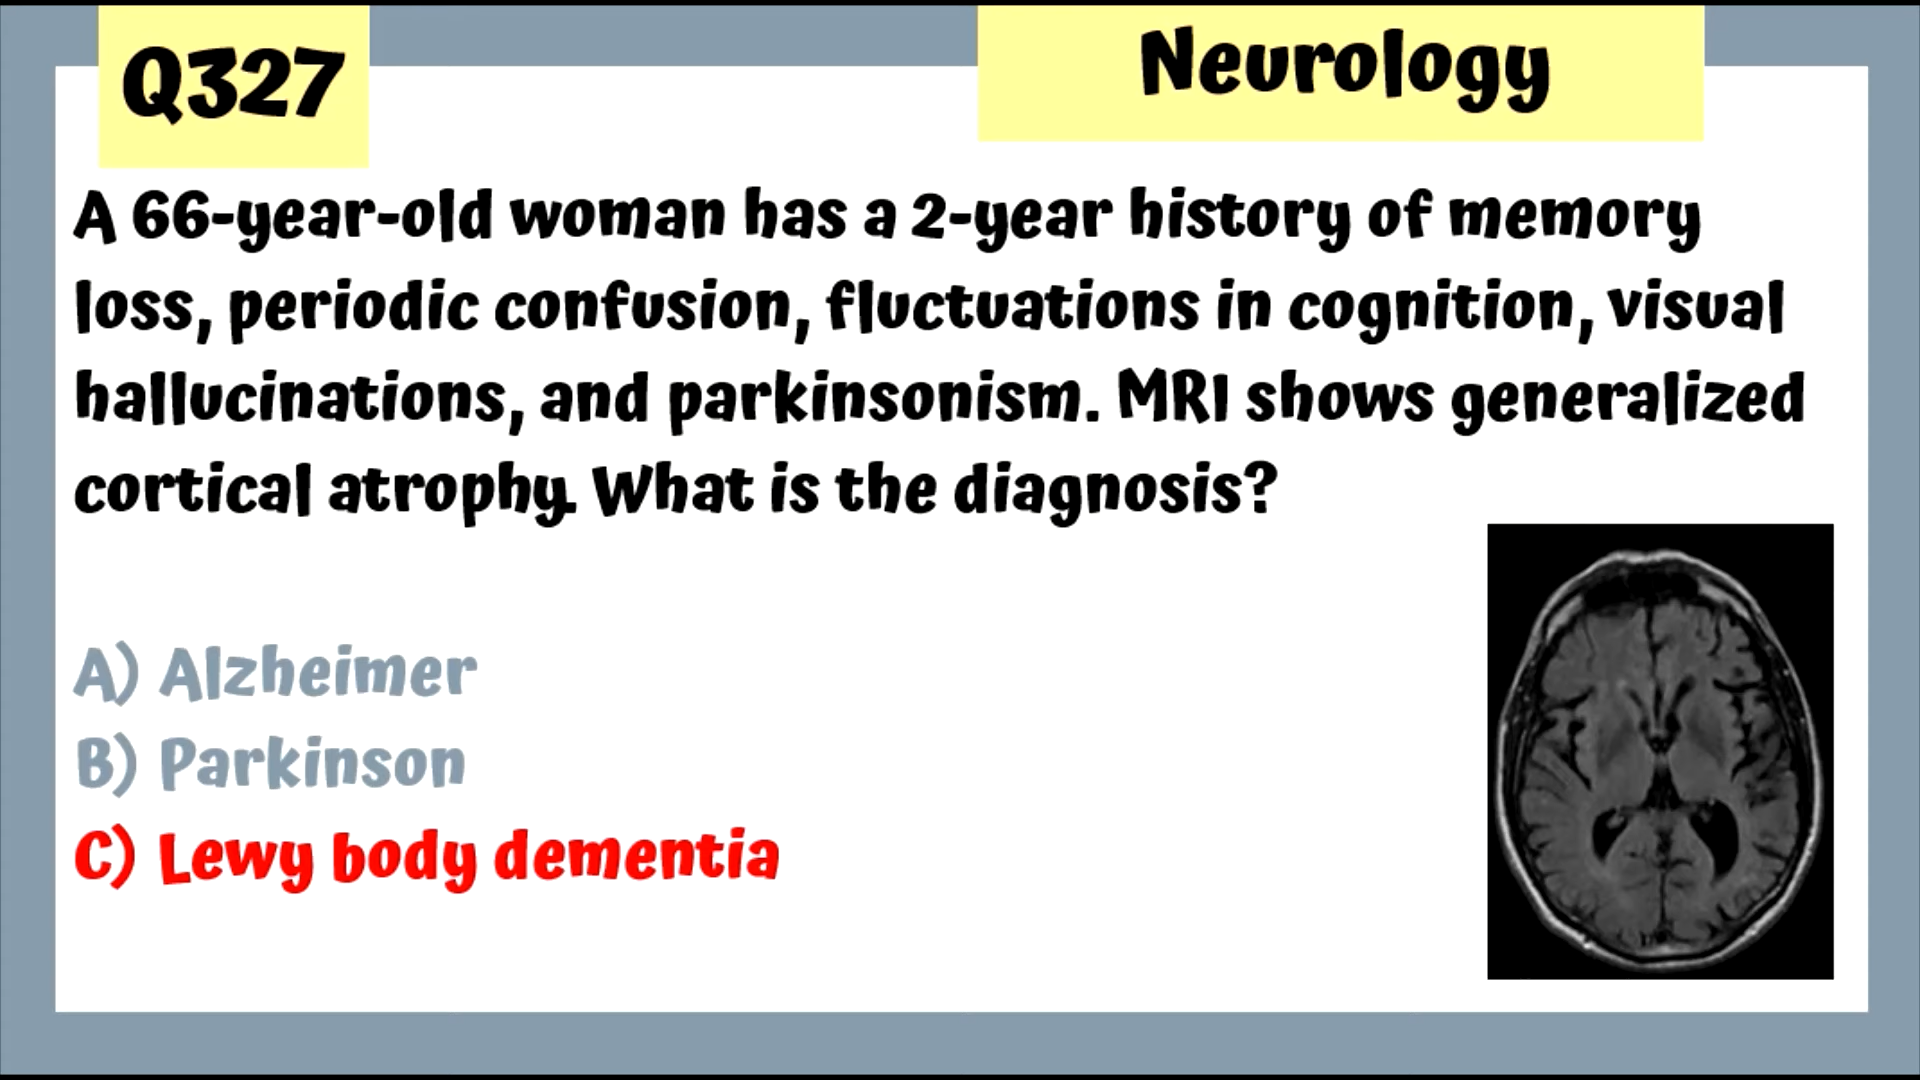 Q327
Neurology
A 66-year-old woman has a 2-year history of memory
loss, periodic confusion, fluctuations in cognition, visual
hallucinations, and parkinsonism. MRI shows generalized
cortical atrophy. What is the diagnosis?
A) Alzheimer
B) Parkinson
C) Lewy body dementia